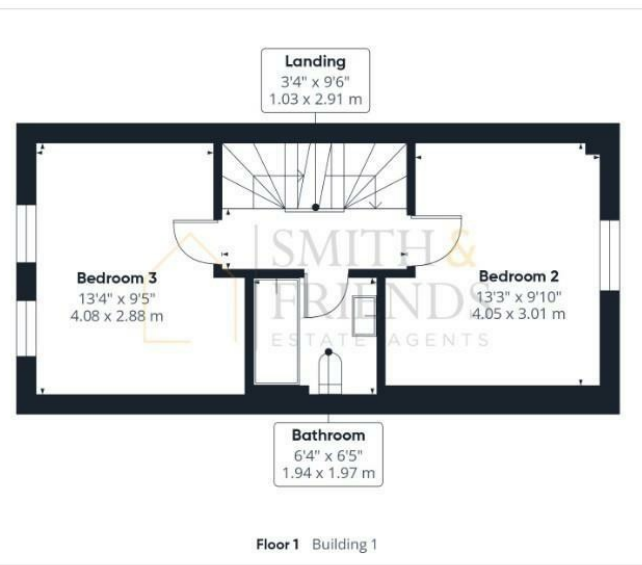 Landing
3'4" x 9'6"
1.03 x 2.91 m
SMITH &
FRIENDS
ESTATE AGENTS
Bedroom 3
13'4" x 9'5"
4.08 x 2.88 m
Bedroom 2
13'3" x 9'10"
4.05 x 3.01 m
Bathroom
6'4" x 6'5"
1.94 x 1.97 m
Floor 1 Building 1